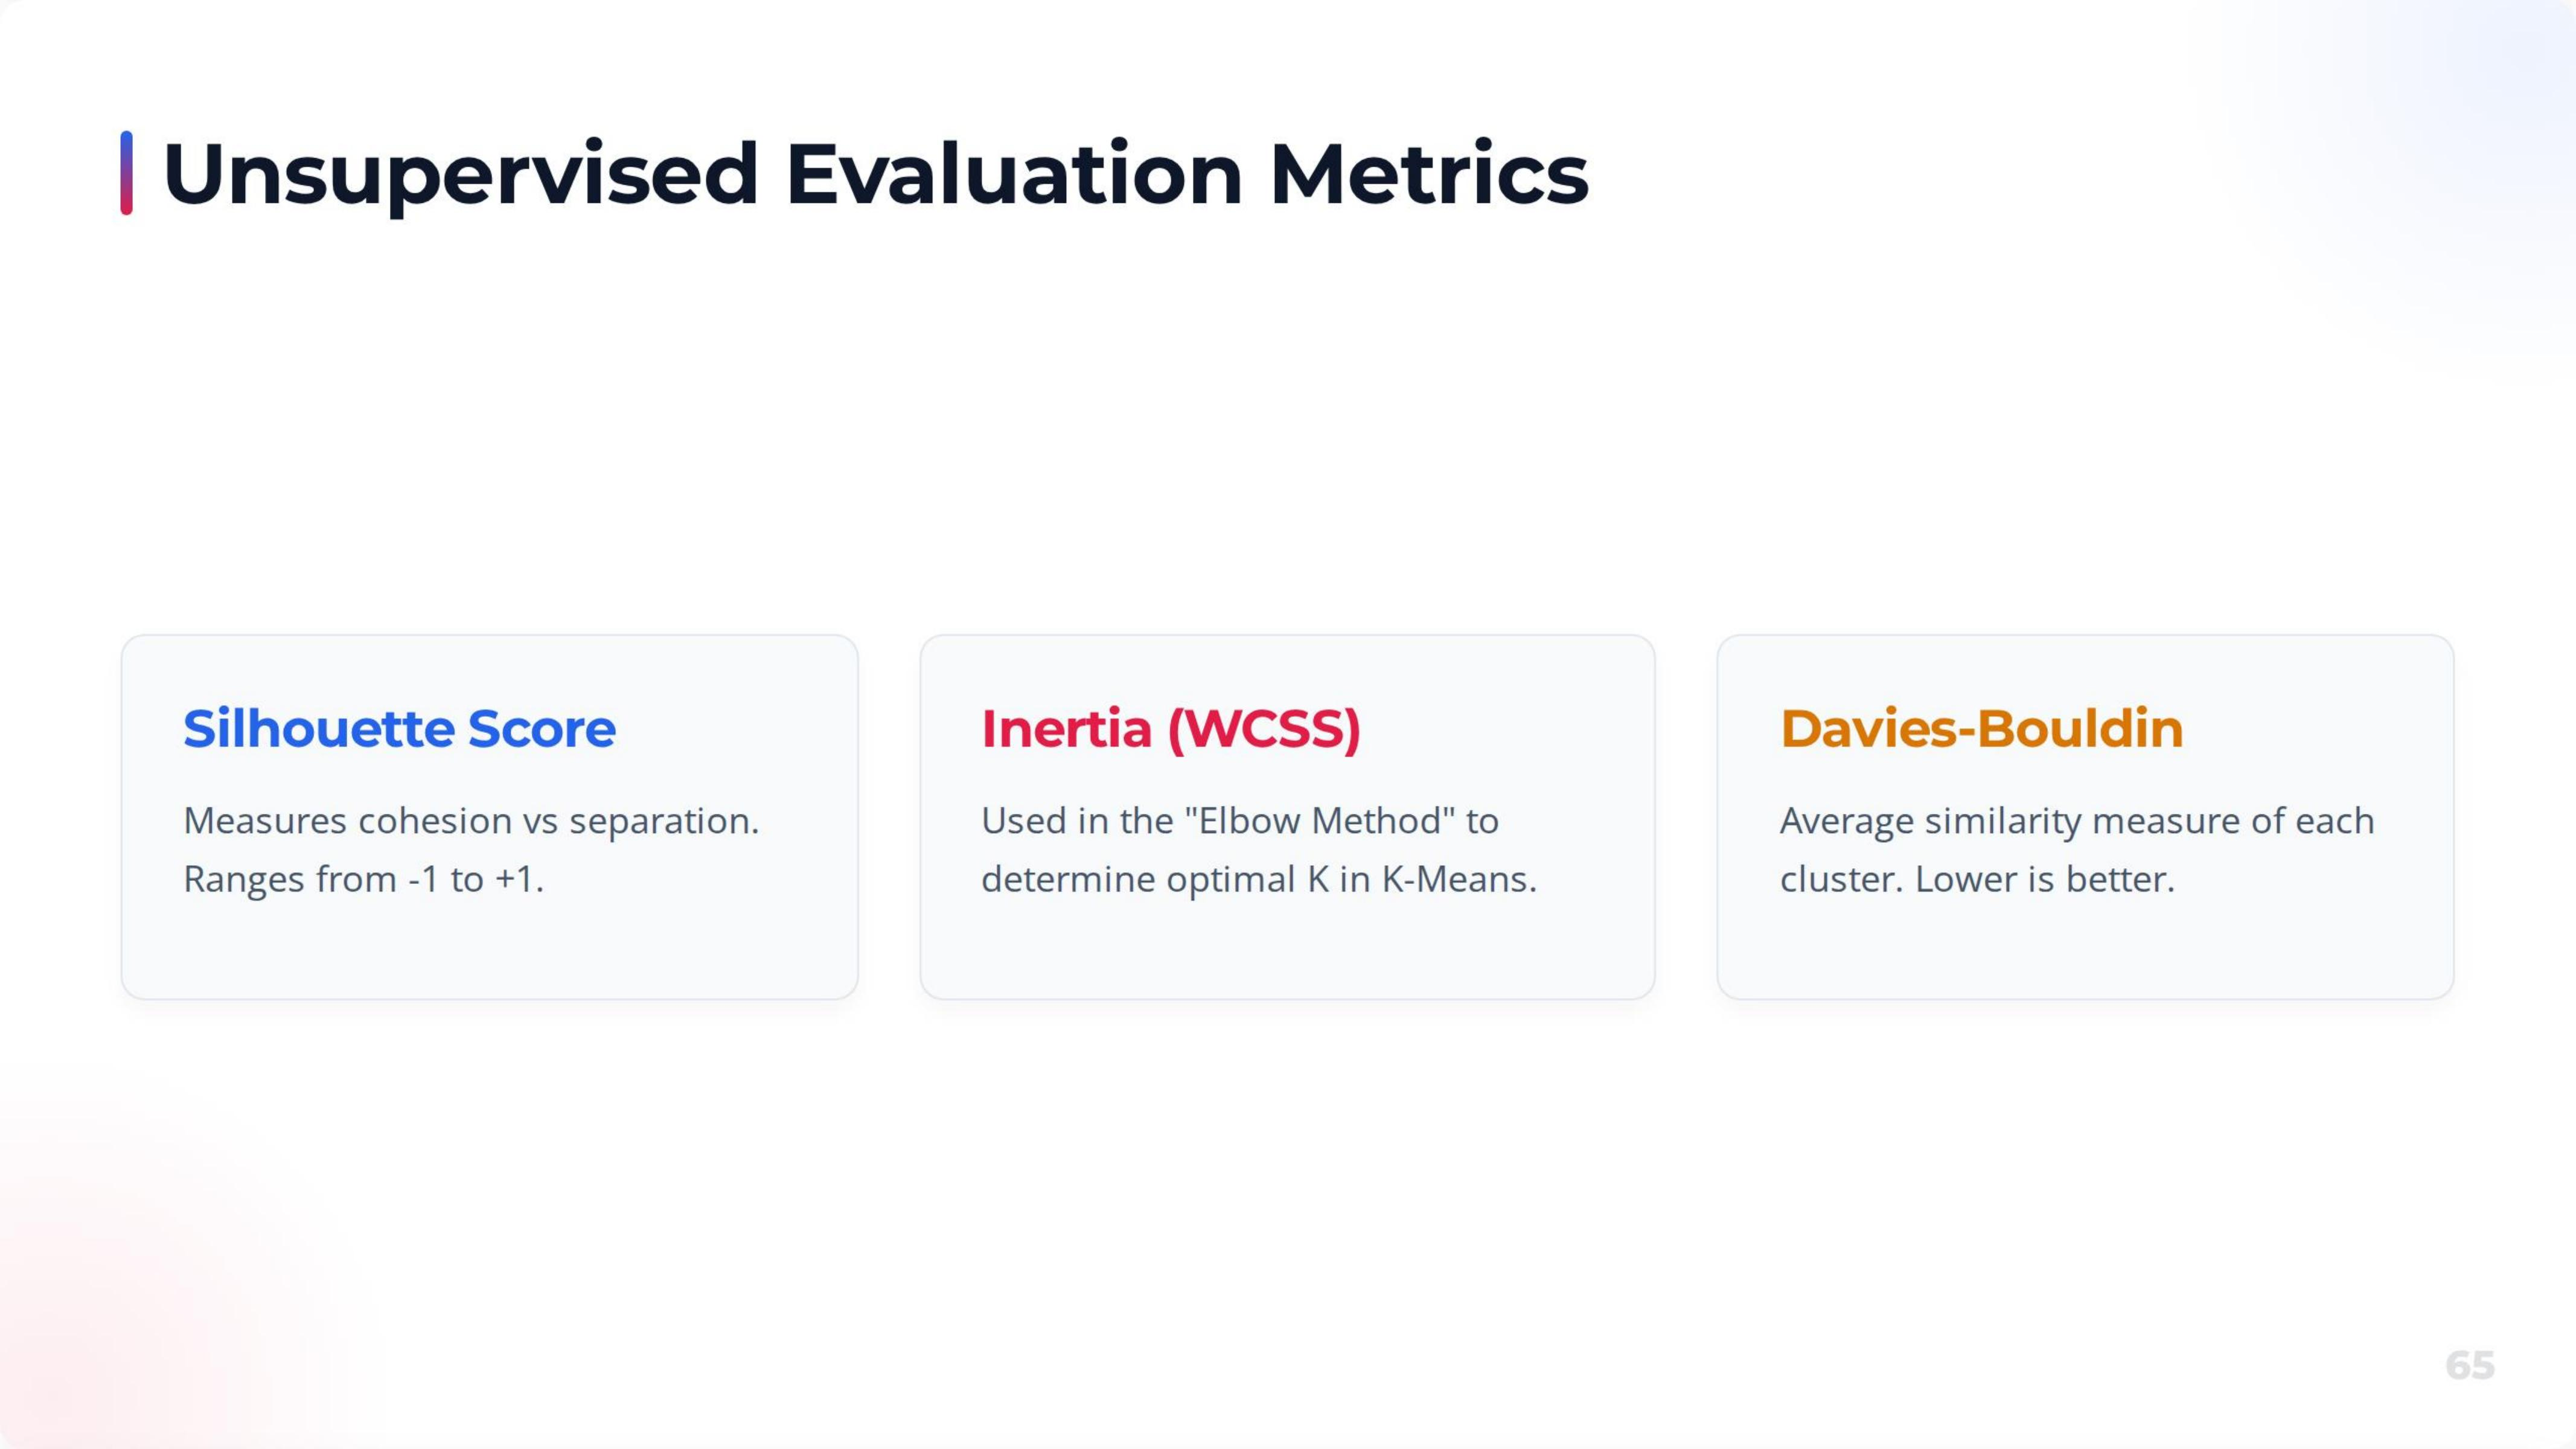 Unsupervised Evaluation Metrics
Silhouette Score
Measures cohesion vs separation.
Ranges from -1 to +1.
Inertia (WCSS)
Used in the "Elbow Method" to
determine optimal K in K-Means.
Davies-Bouldin
Average similarity measure of each
cluster. Lower is better.
65